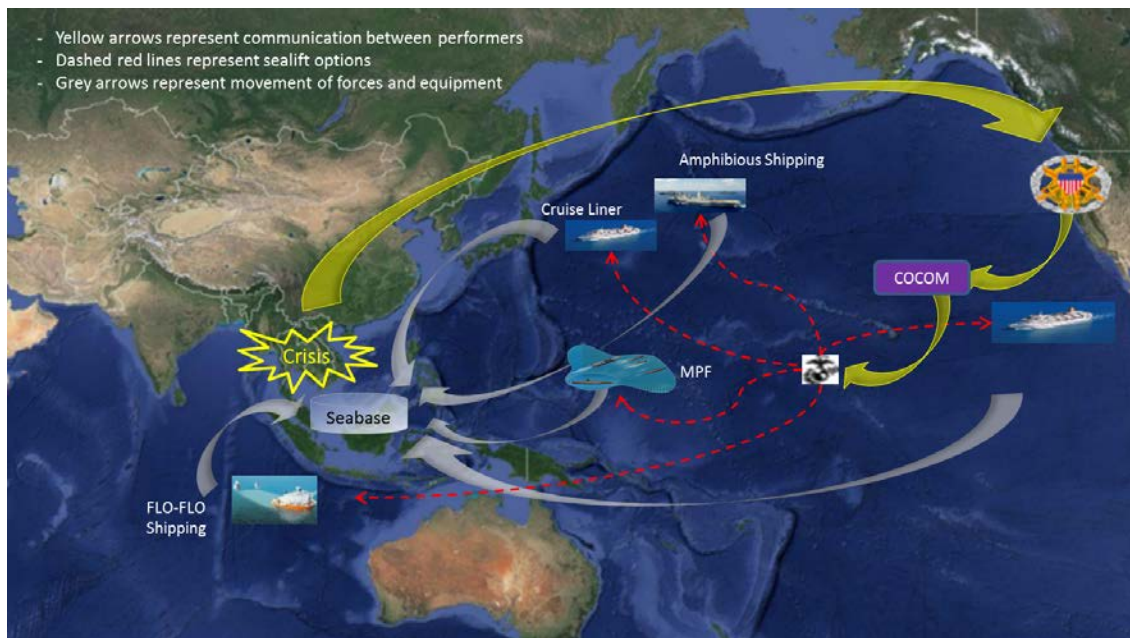 - Yellow arrows represent communication between performers
- Dashed red lines represent sealift options
- Grey arrows represent movement of forces and equipment
Amphibious Shipping
Cruise Liner
COCOM
Crisis
MPF
Seabase
FLO-FLO
Shipping